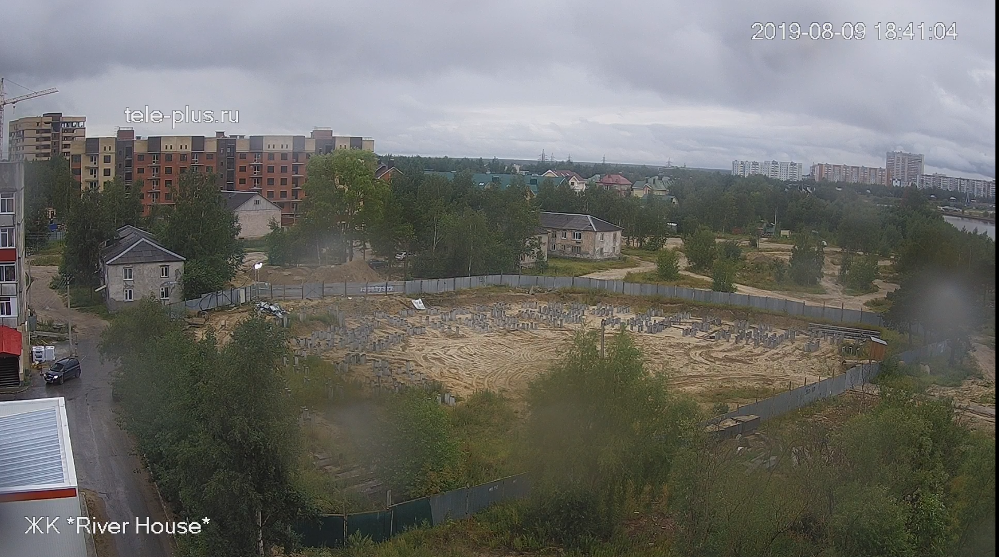 2019-08-09 18:41:04
tele-plus.ru
ЖК *River House*